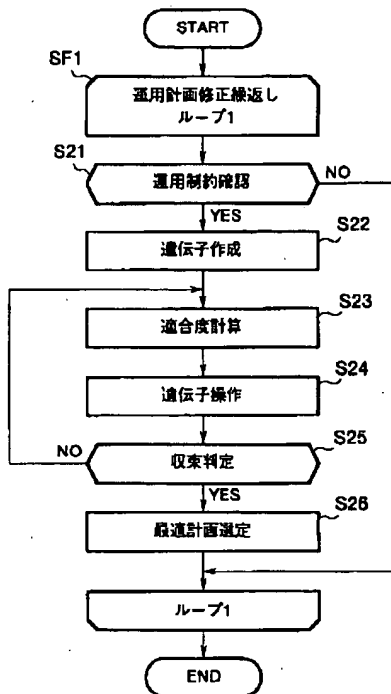 START
SF1
運用計画修正繰返し
ループ1
S21
運用制約確認
NO
YES
S22
遺伝子作成
S23
適合度計算
S24
遺伝子操作
S25
収束判定
NO
YES
S26
最適計画選定
ループ1
END